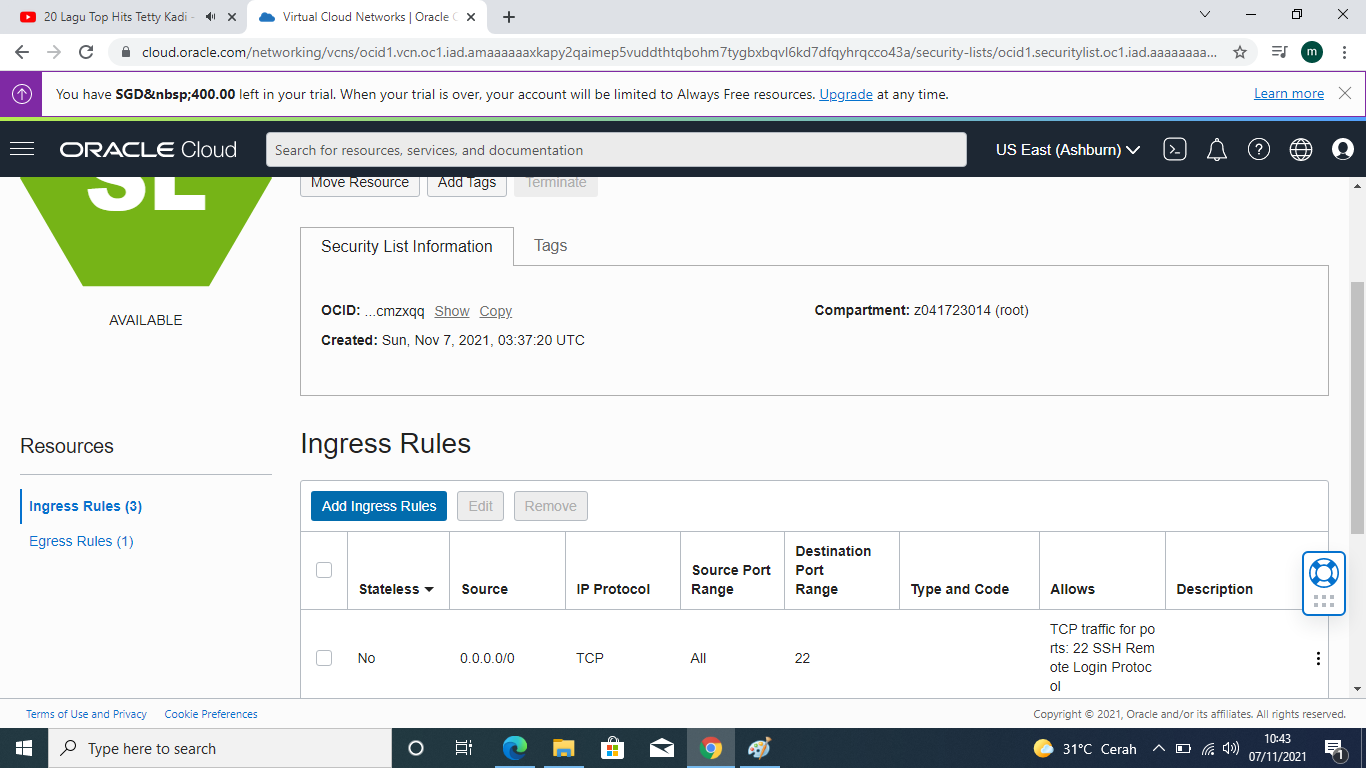 20 Lagu Top Hits Tetty Kadi -
Virtual Cloud Networks | Oracle C
cloud.oracle.com/networking/vcns/ocid1.vcn.oc1.iad.amaaaaaaxkapy2qaimep5vuddthtqbohm7tygbxbqvl6kd7dfqyhrqcco43a/security-lists/ocid1.securitylist.oc1.iad.aaaaaaaa...
m
You have SGD&nbsp;400.00 left in your trial. When your trial is over, your account will be limited to Always Free resources. Upgrade at any time.
Learn more
ORACLE Cloud
Search for resources, services, and documentation
US East (Ashburn)
SL
Move Resource
Add Tags
Terminate
Security List Information
Tags
OCID: ...cmzxqq Show Copy
Compartment: z041723014 (root)
AVAILABLE
Created: Sun, Nov 7, 2021, 03:37:20 UTC
Resources
Ingress Rules (3)
Egress Rules (1)
Ingress Rules
Add Ingress Rules
Edit
Remove
Stateless
Source
IP Protocol
Source Port
Range
Destination
Port
Range
Type and Code
Allows
Description
No
0.0.0.0/0
TCP
All
22
TCP traffic for po
rts: 22 SSH Rem
ote Login Protoc
ol
Terms of Use and Privacy
Cookie Preferences
Copyright © 2021, Oracle and/or its affiliates. All rights reserved.
Type here to search
31°C Cerah
10:43
07/11/2021
1